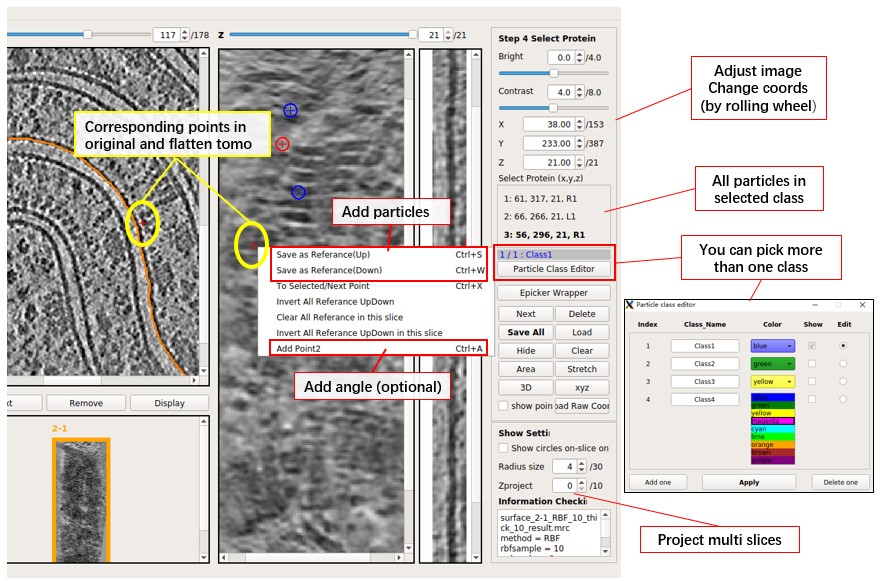 117 /178
z 21 /21
Corresponding points in
original and flatten tomo
Add particles
Save as Referance(Up) Ctrl+S
Save as Referance(Down) Ctrl+W
To Selected/Next Point Ctrl+X
Invert All Referance UpDown
Clear All Referance in this slice
Invert All Referance UpDown in this slice
Add Point2 Ctrl+A
Add angle (optional)
Remove Display
2-1
Step 4 Select Protein
Bright 0.0 /4.0
Contrast 4.0 /8.0
X 38.00 /153
Y 233.00 /387
Z 21.00 /21
Select Protein (x,y,z)
1: 61, 317, 21, R1
2: 66, 266, 21, L1
3: 56, 296, 21, R1
1 / 1 : Class1
Particle Class Editor
Epicker Wrapper
Next Delete
Save All Load
Hide Clear
Area Stretch
3D xyz
show poin oad Raw Coor
Show Setti
Show circles on-slice on
Radius size 4 /30
Zproject 0 /10
Information Checki
surface_2-1_RBF_10_thi
ck_10_result.mrc
method = RBF
rbfsample = 10
Adjust image
Change coords
(by rolling wheel)
All particles in
selected class
You can pick more
than one class
Particle class editor
Index Class_Name Color Show Edit
1 Class1 blue
2 Class2 green
3 Class3 yellow
4 Class4
green
yellow
cyan
lime
orange
brown
Add one Apply Delete one
Project multi slices